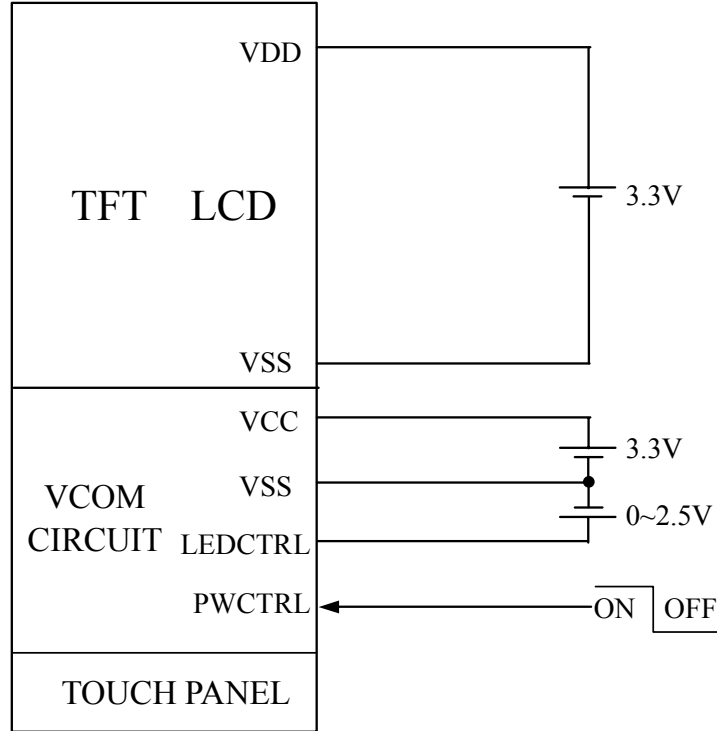 VDD
TFT LCD
3.3V
VSS
VCC
3.3V
VSS
VCOM
CIRCUIT
0~2.5V
LEDCTRL
PWCTRL
ON OFF
TOUCH PANEL